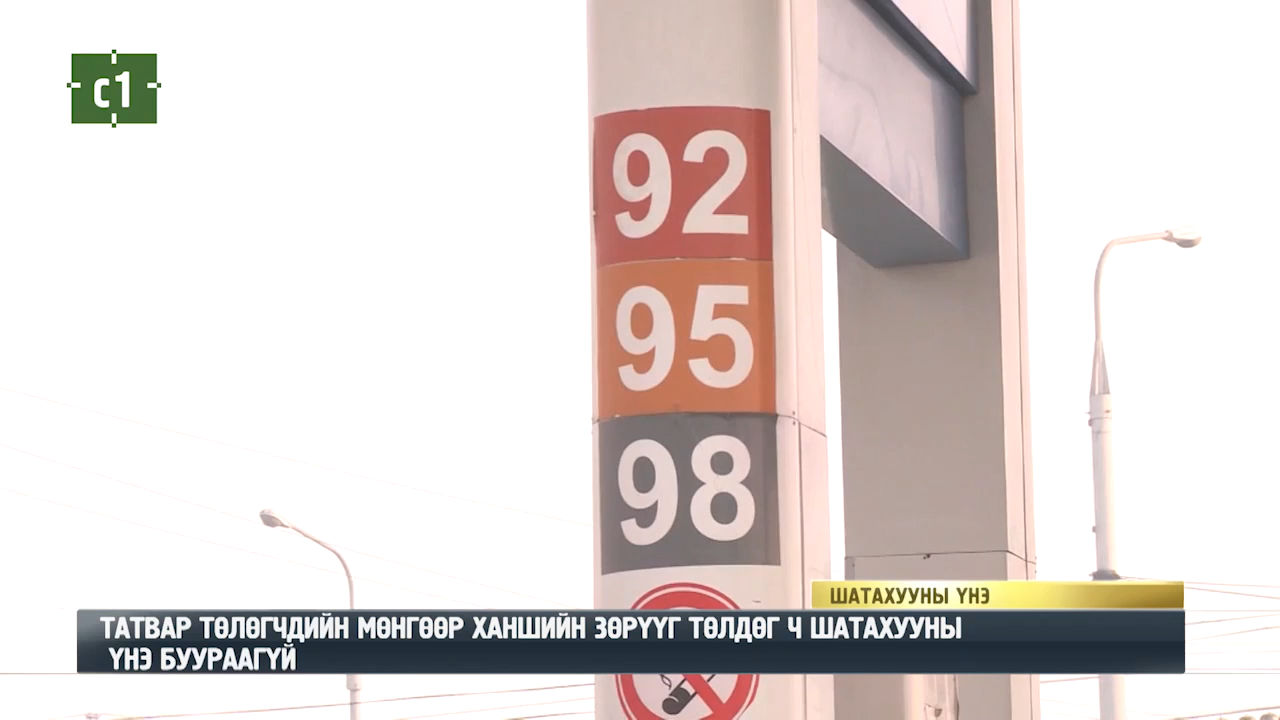 c1
92
95
98
ШАТАХУУНЫ ҮНЭ
ТАТВАР ТӨЛӨГЧДИЙН МӨНГӨӨР ХАНШИЙН ЗӨРҮҮГ ТӨЛДӨГ Ч ШАТАХУУНЫ
ҮНЭ БУУРААГҮЙ